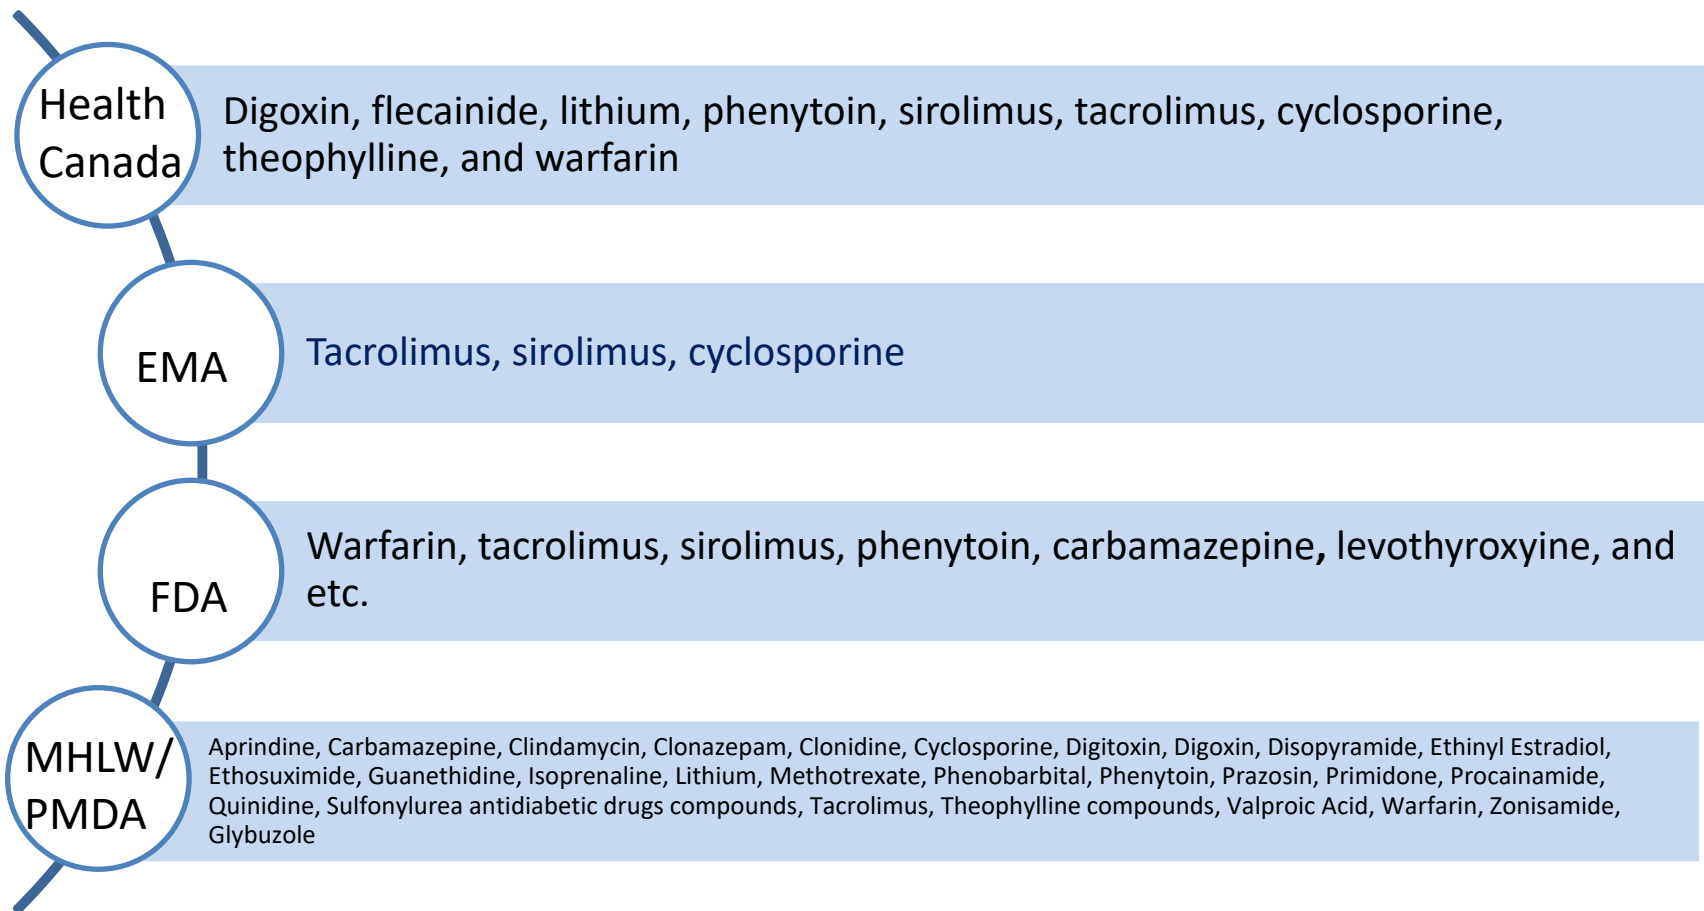 Health
Canada
Digoxin, flecainide, lithium, phenytoin, sirolimus, tacrolimus, cyclosporine,
theophylline, and warfarin
EMA
Tacrolimus, sirolimus, cyclosporine
FDA
Warfarin, tacrolimus, sirolimus, phenytoin, carbamazepine, levothyroxyine, and
etc.
MHLW/
PMDA
Aprindine, Carbamazepine, Clindamycin, Clonazepam, Clonidine, Cyclosporine, Digitoxin, Digoxin, Disopyramide, Ethinyl Estradiol,
Ethosuximide, Guanethidine, Isoprenaline, Lithium, Methotrexate, Phenobarbital, Phenytoin, Prazosin, Primidone, Procainamide,
Quinidine, Sulfonylurea antidiabetic drugs compounds, Tacrolimus, Theophylline compounds, Valproic Acid, Warfarin, Zonisamide,
Glybuzole